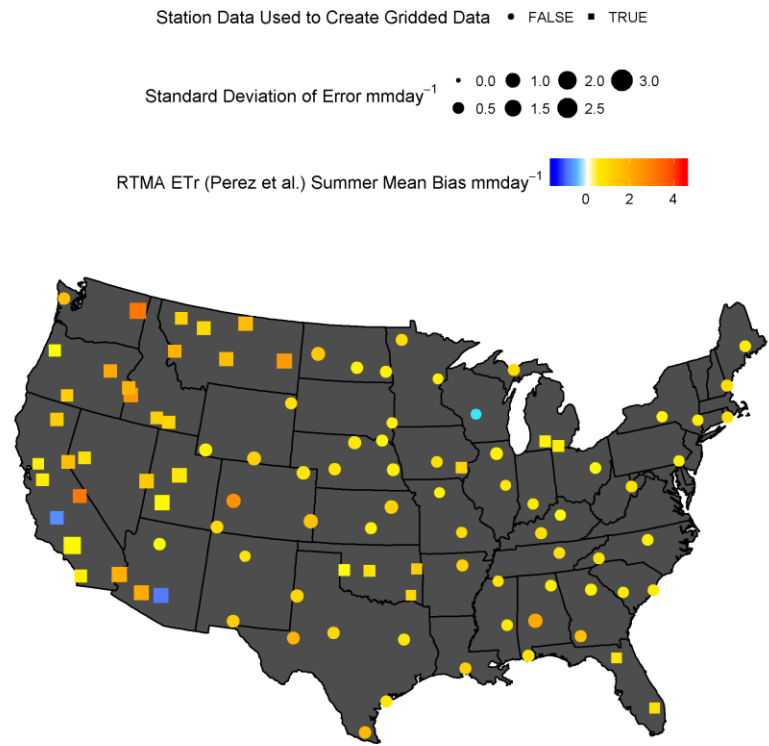 Station Data Used to Create Gridded Data FALSE TRUE
Standard Deviation of Error mmday⁻¹
0.0 1.0 2.0 3.0
0.5 1.5 2.5
RTMA ETr (Perez et al.) Summer Mean Bias mmday⁻¹
0 2 4